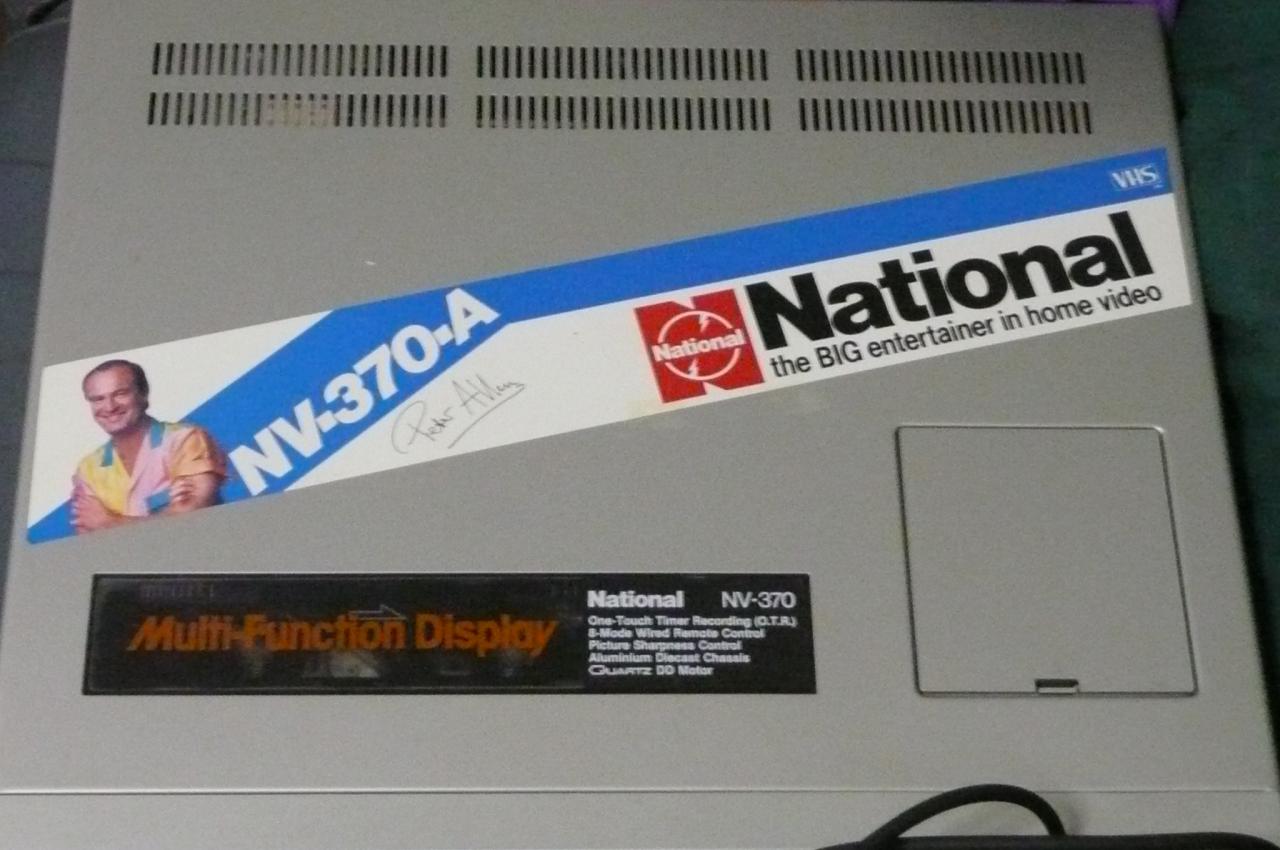 VHS
National
the BIG entertainer in home video
National
NV-370-A
Peter Allen
Multi-Function Display
National NV-370
One-Touch Timer Recording (O.T.R.)
8-Mode Wired Remote Control
Picture Sharpness Control
Aluminium Diecast Chassis
QUARTZ DD Motor